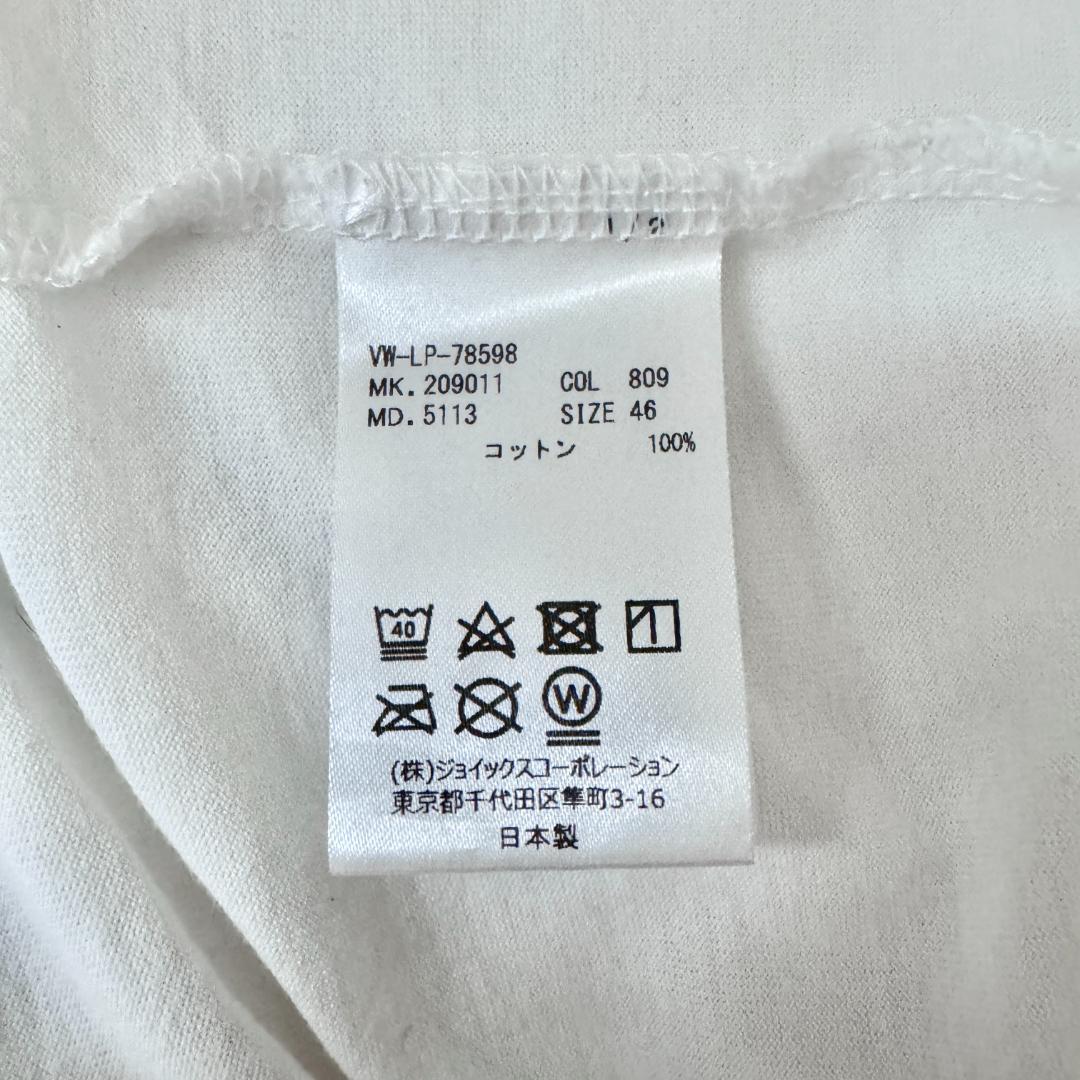 VW-LP-78598
MK. 209011 COL 809
MD. 5113 SIZE 46
コットン 100%
40
W
(株)ジョイックスコーポレーション
東京都千代田区隼町3-16
日本製